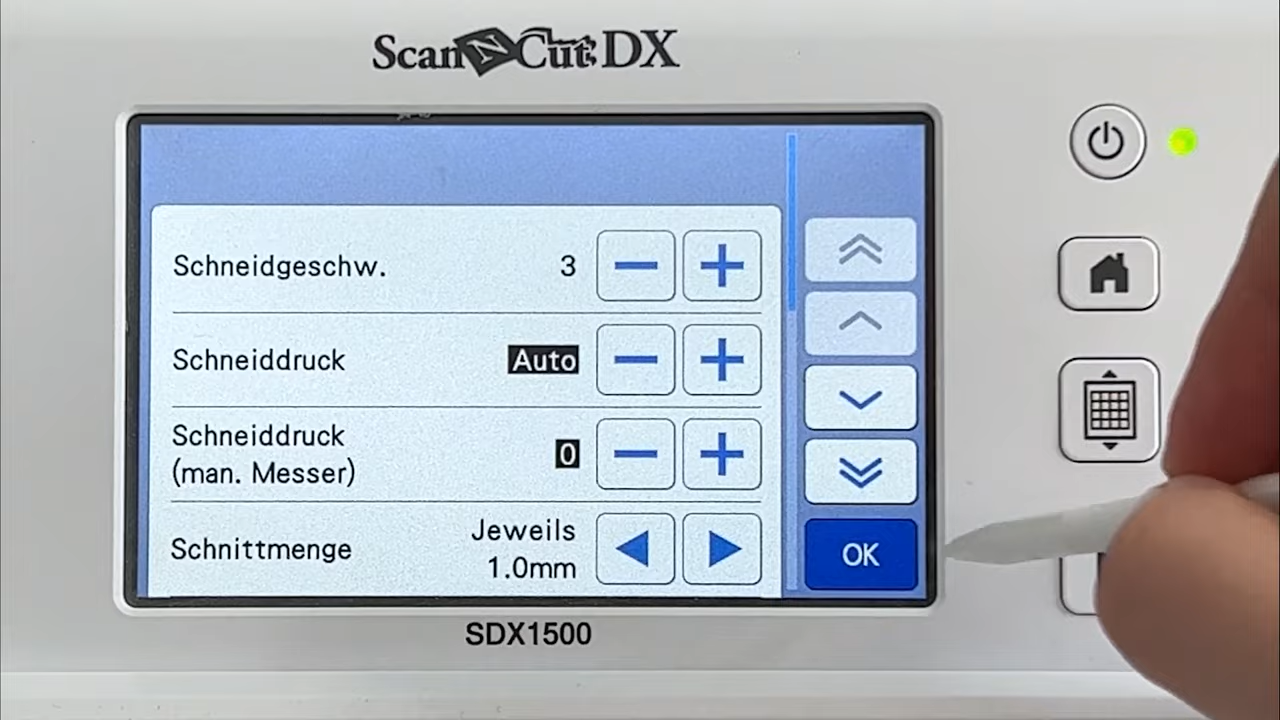 ScanNCut DX
Schneidgeschw. 3
Schneiddruck Auto
Schneiddruck
(man. Messer) 0
Schnittmenge Jeweils
1.0mm
OK
SDX1500